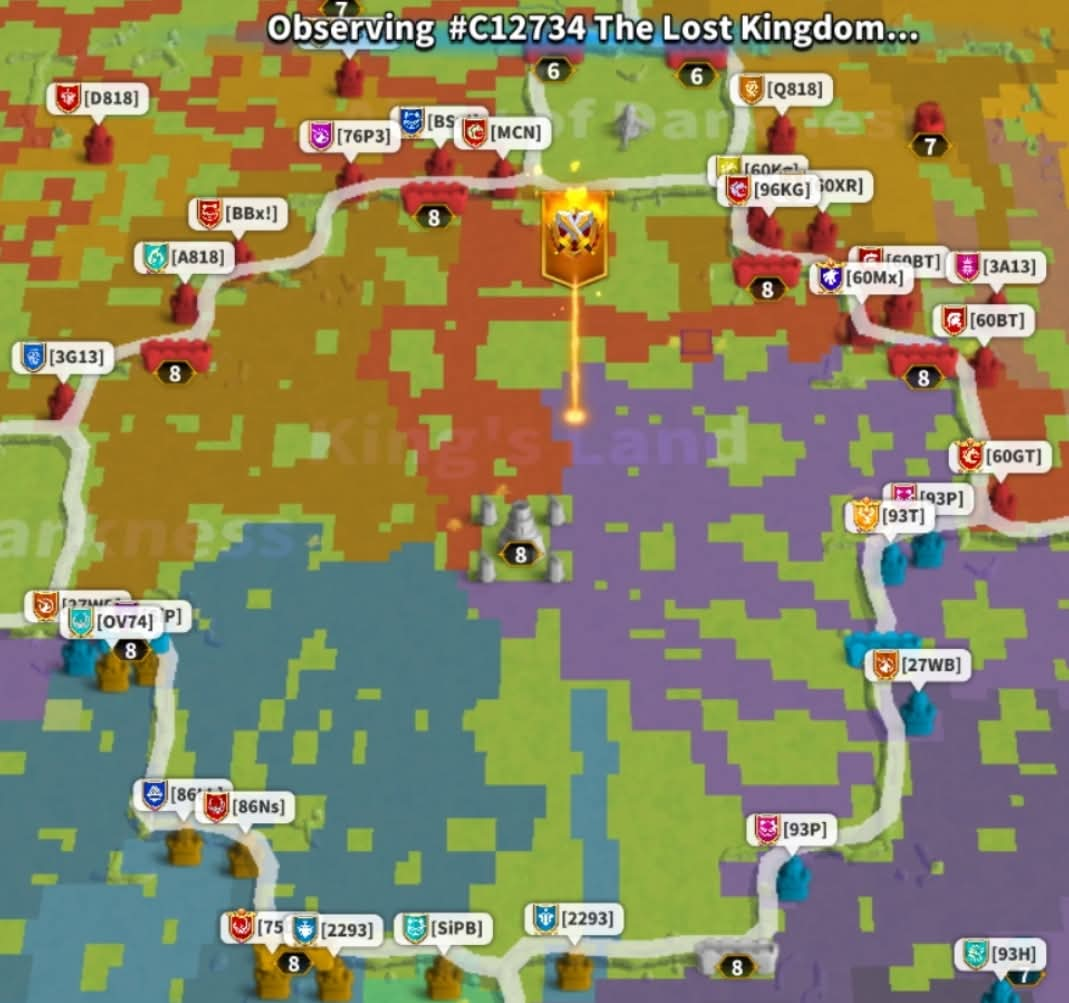 7
Observing #C12734 The Lost Kingdom...
6
6
[D818]
[Q818]
[76P3]
[MCN]
7
[96KG]
60XR]
8
[BBx!]
[A818]
[60BT]
[3A13]
[60Mx]
8
[60BT]
[3G13]
8
8
King's Land
[60GT]
[93P]
[93T]
8
[OV74]
8
[27WB]
[86Ns]
[93P]
[2293]
[SiPB]
[2293]
8
8
[93H]
7